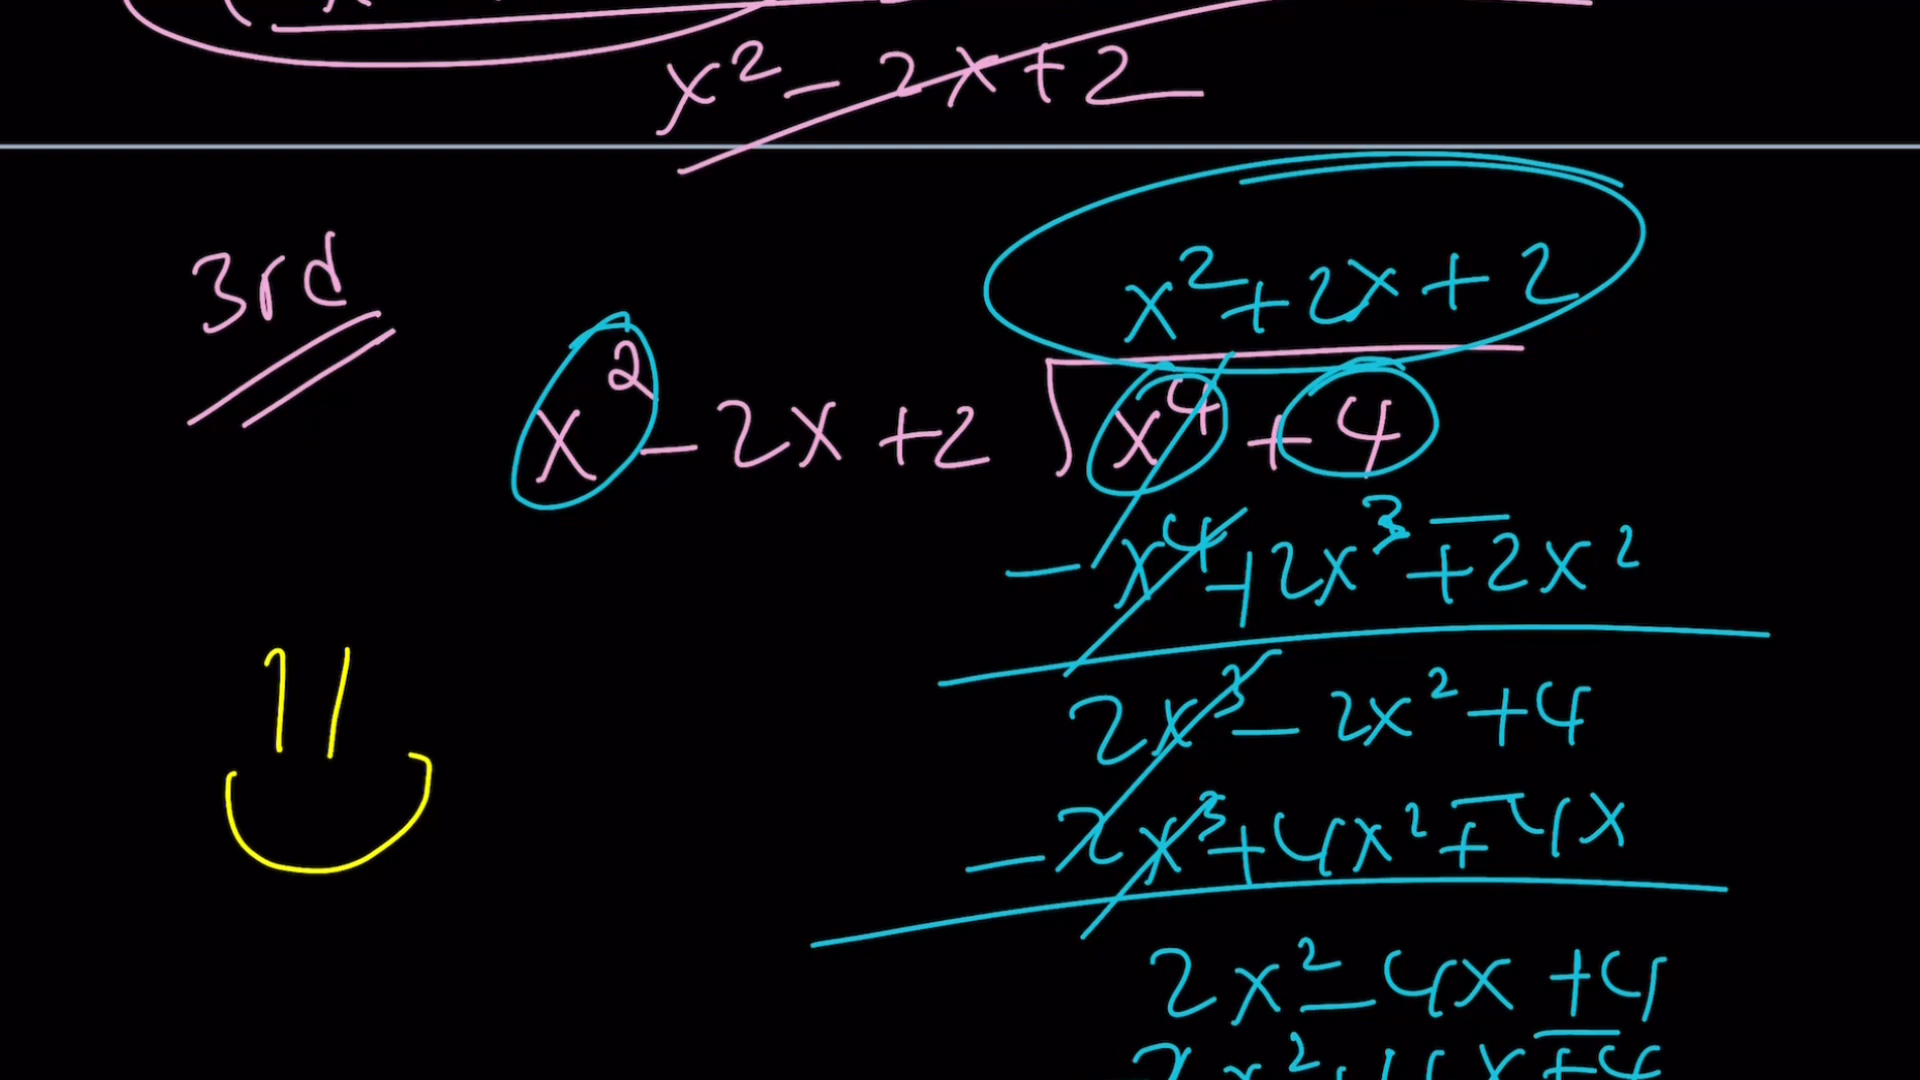 x² - 2x + 2
3rd
x² + 2x + 2
x² - 2x + 2 x⁴ + 4
- x⁴ + 2x³ - + 2x²
2x³ - 2x² + 4
- 2x³ + 4x² - + 4x
2x² - 4x + 4